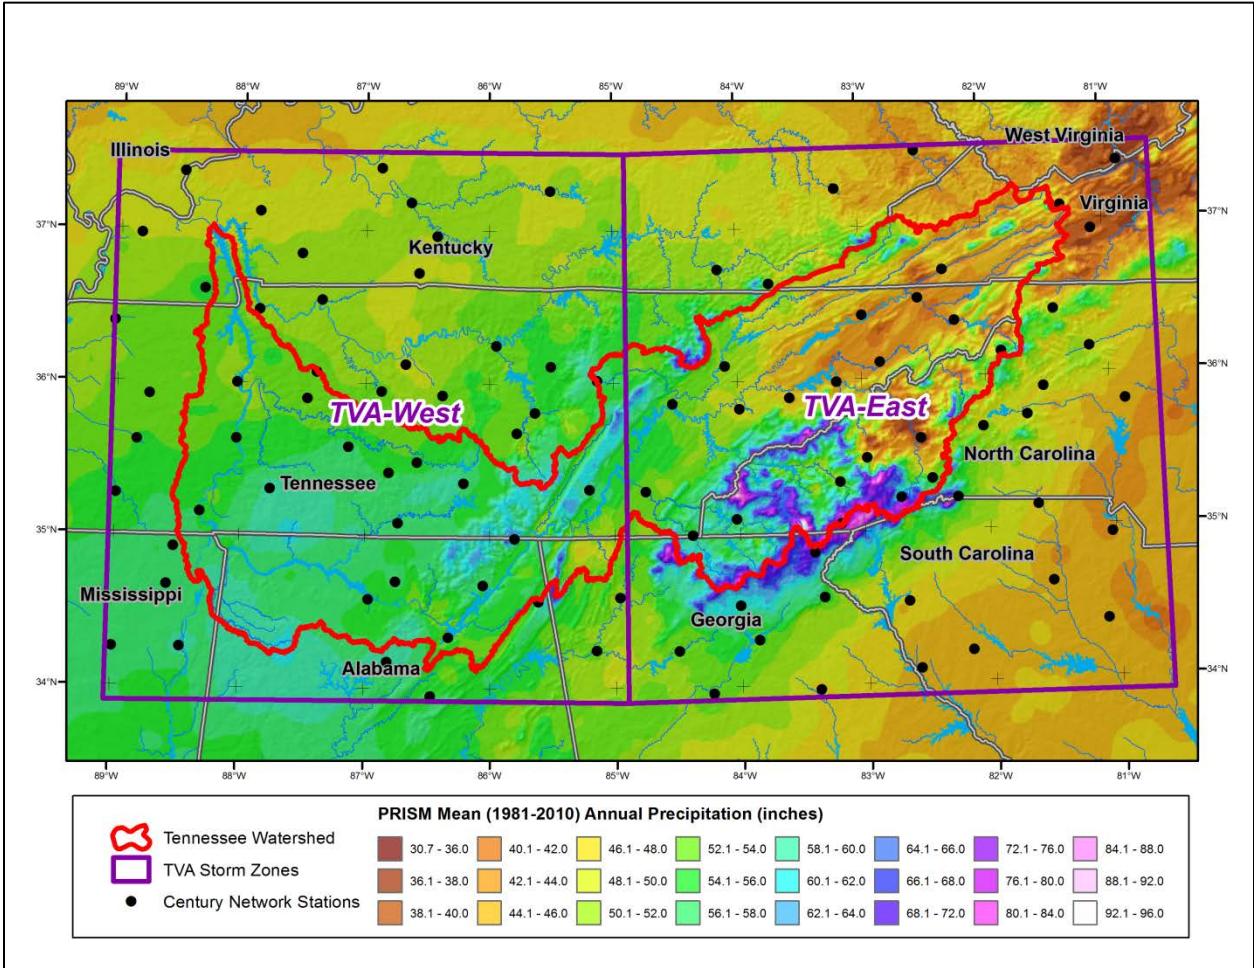 89°W 88°W 87°W 86°W 85°W 84°W 83°W 82°W 81°W
Illinois
West Virginia
Virginia
37°N
37°N
Kentucky
36°N
36°N
TVA-West
TVA-East
North Carolina
Tennessee
35°N
35°N
South Carolina
Mississippi
Georgia
Alabama
34°N
34°N
89°W 88°W 87°W 86°W 85°W 84°W 83°W 82°W 81°W
PRISM Mean (1981-2010) Annual Precipitation (inches)
Tennessee Watershed
TVA Storm Zones
Century Network Stations
30.7 - 36.0 40.1 - 42.0 46.1 - 48.0 52.1 - 54.0 58.1 - 60.0 64.1 - 66.0 72.1 - 76.0 84.1 - 88.0
36.1 - 38.0 42.1 - 44.0 48.1 - 50.0 54.1 - 56.0 60.1 - 62.0 66.1 - 68.0 76.1 - 80.0 88.1 - 92.0
38.1 - 40.0 44.1 - 46.0 50.1 - 52.0 56.1 - 58.0 62.1 - 64.0 68.1 - 72.0 80.1 - 84.0 92.1 - 96.0